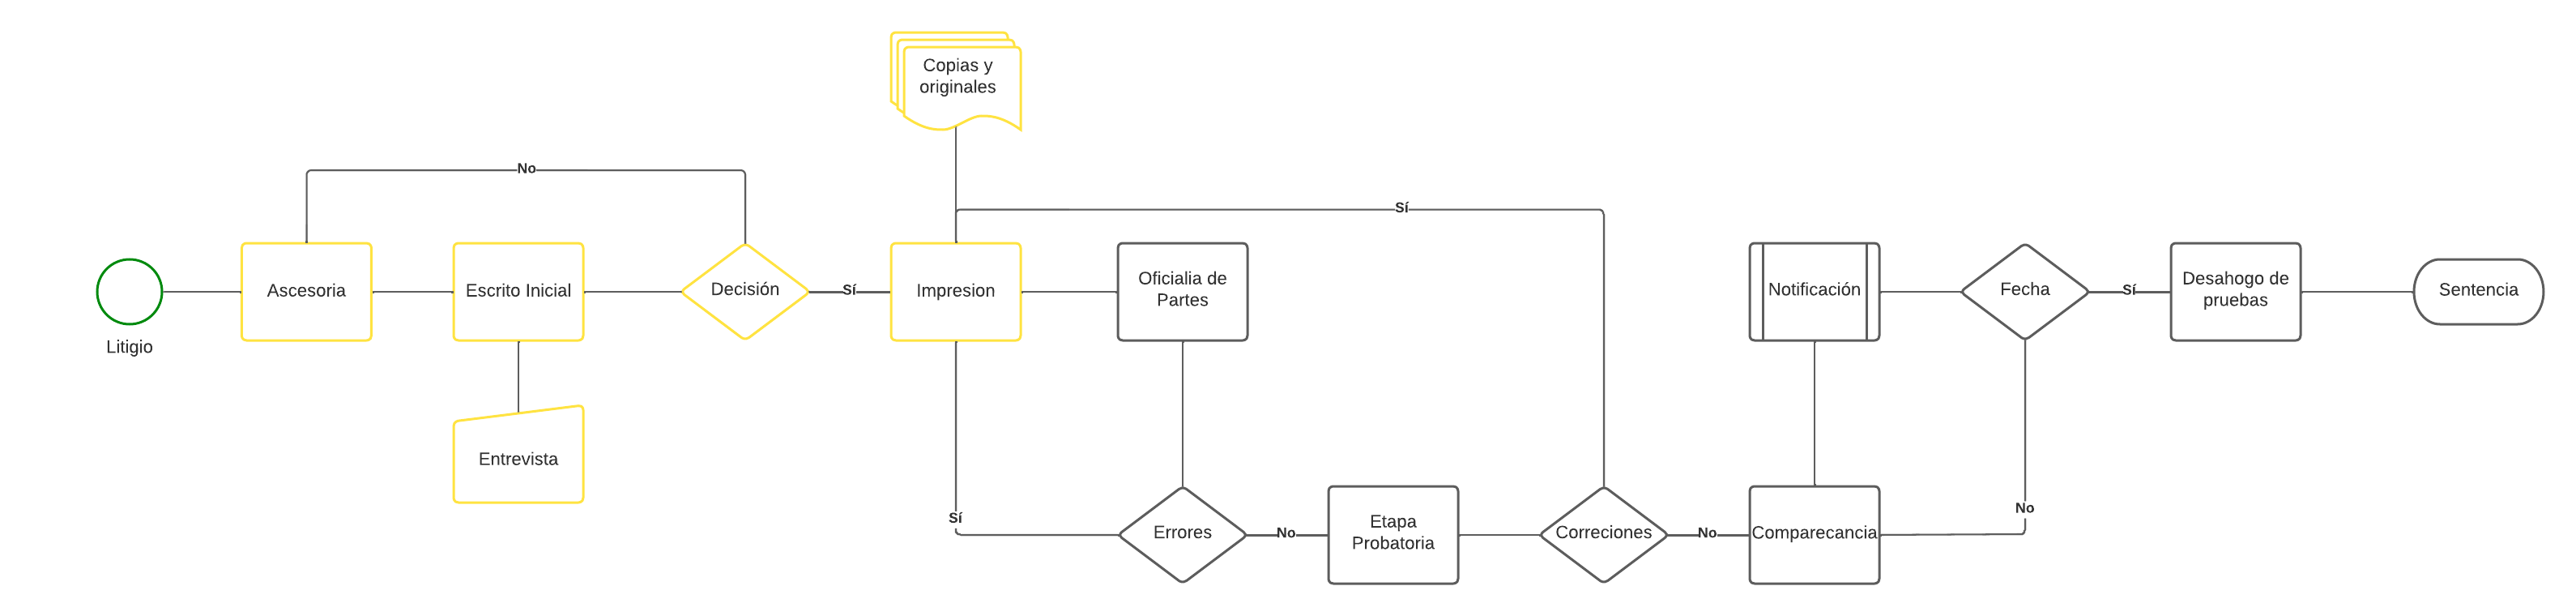 Copias y
originales
No
Sí
Litigio
Ascesoria
Escrito Inicial
Decisión
Sí
Impresion
Oficialia de
Partes
Notificación
Fecha
Sí
Desahogo de
pruebas
Sentencia
Entrevista
Sí
Errores
No
Etapa
Probatoria
Correciones
No
Comparecancia
No